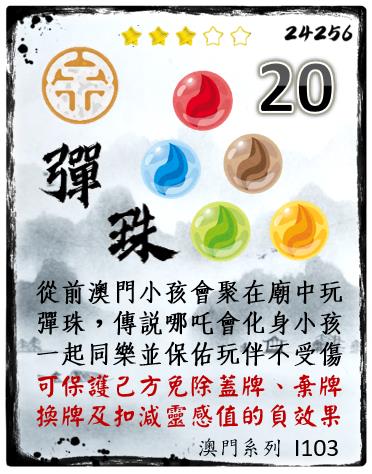 24256
20
彈
珠
從前澳門小孩會聚在廟中玩
彈珠，傳説哪吒會化身小孩
一起同樂並保佑玩伴不受傷
可保護己方免除蓋牌、棄牌
換牌及扣減靈感值的負效果
澳門系列 I103